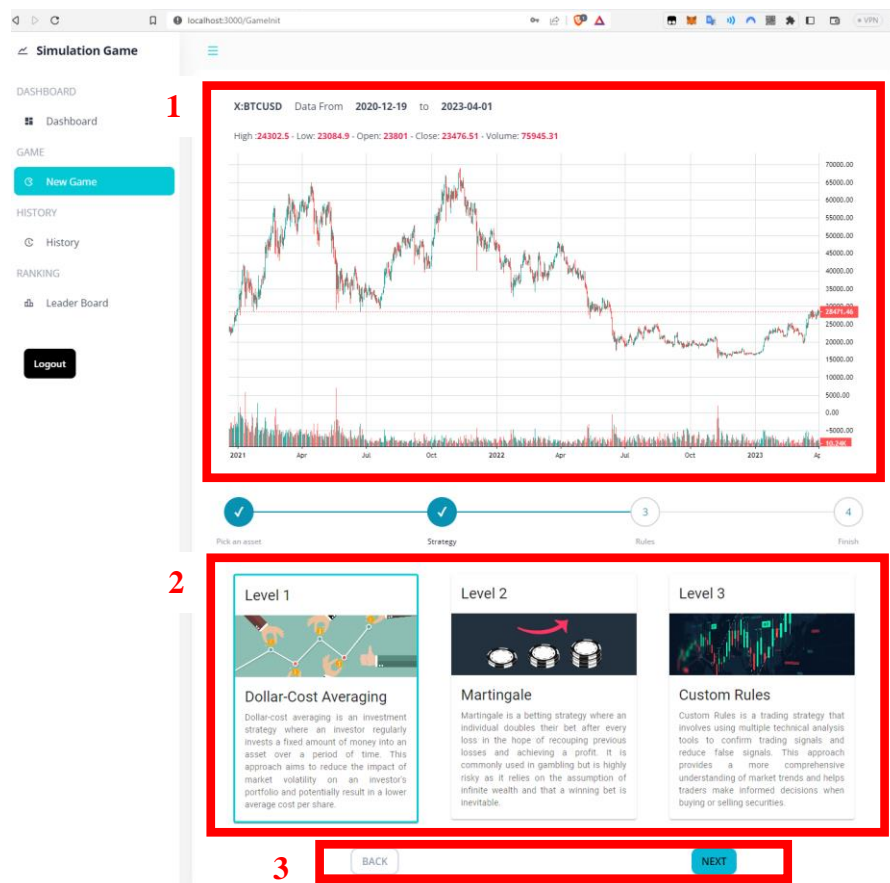 localhost:3000/GameInit
VPN
Simulation Game
DASHBOARD
Dashboard
GAME
New Game
HISTORY
History
RANKING
Leader Board
Logout
1
X:BTCUSD Data From 2020-12-19 to 2023-04-01
High :24302.5 - Low: 23084.9 - Open: 23801 - Close: 23476.51 - Volume: 75945.31
70000.00
65000.00
60000.00
55000.00
50000.00
45000.00
40000.00
35000.00
30000.00
28471.46
25000.00
20000.00
15000.00
10000.00
5000.00
0.00
-5000.00
10.24K
2021 Apr Jul Oct 2022 Apr Jul Oct 2023 Ap
3 4
Pick an asset Strategy Rules Finish
2
Level 1
Dollar-Cost Averaging
Dollar-cost averaging is an investment
strategy where an investor regularly
invests a fixed amount of money into an
asset over a period of time. This
approach aims to reduce the impact of
market volatility on an investor's
portfolio and potentially result in a lower
average cost per share.
Level 2
Martingale
Martingale is a betting strategy where an
individual doubles their bet after every
loss in the hope of recouping previous
losses and achieving a profit. It is
commonly used in gambling but is highly
risky as it relies on the assumption of
infinite wealth and that a winning bet is
inevitable.
Level 3
Custom Rules
Custom Rules is a trading strategy that
involves using multiple technical analysis
tools to confirm trading signals and
reduce false signals. This approach
provides a more comprehensive
understanding of market trends and helps
traders make informed decisions when
buying or selling securities.
3
BACK NEXT